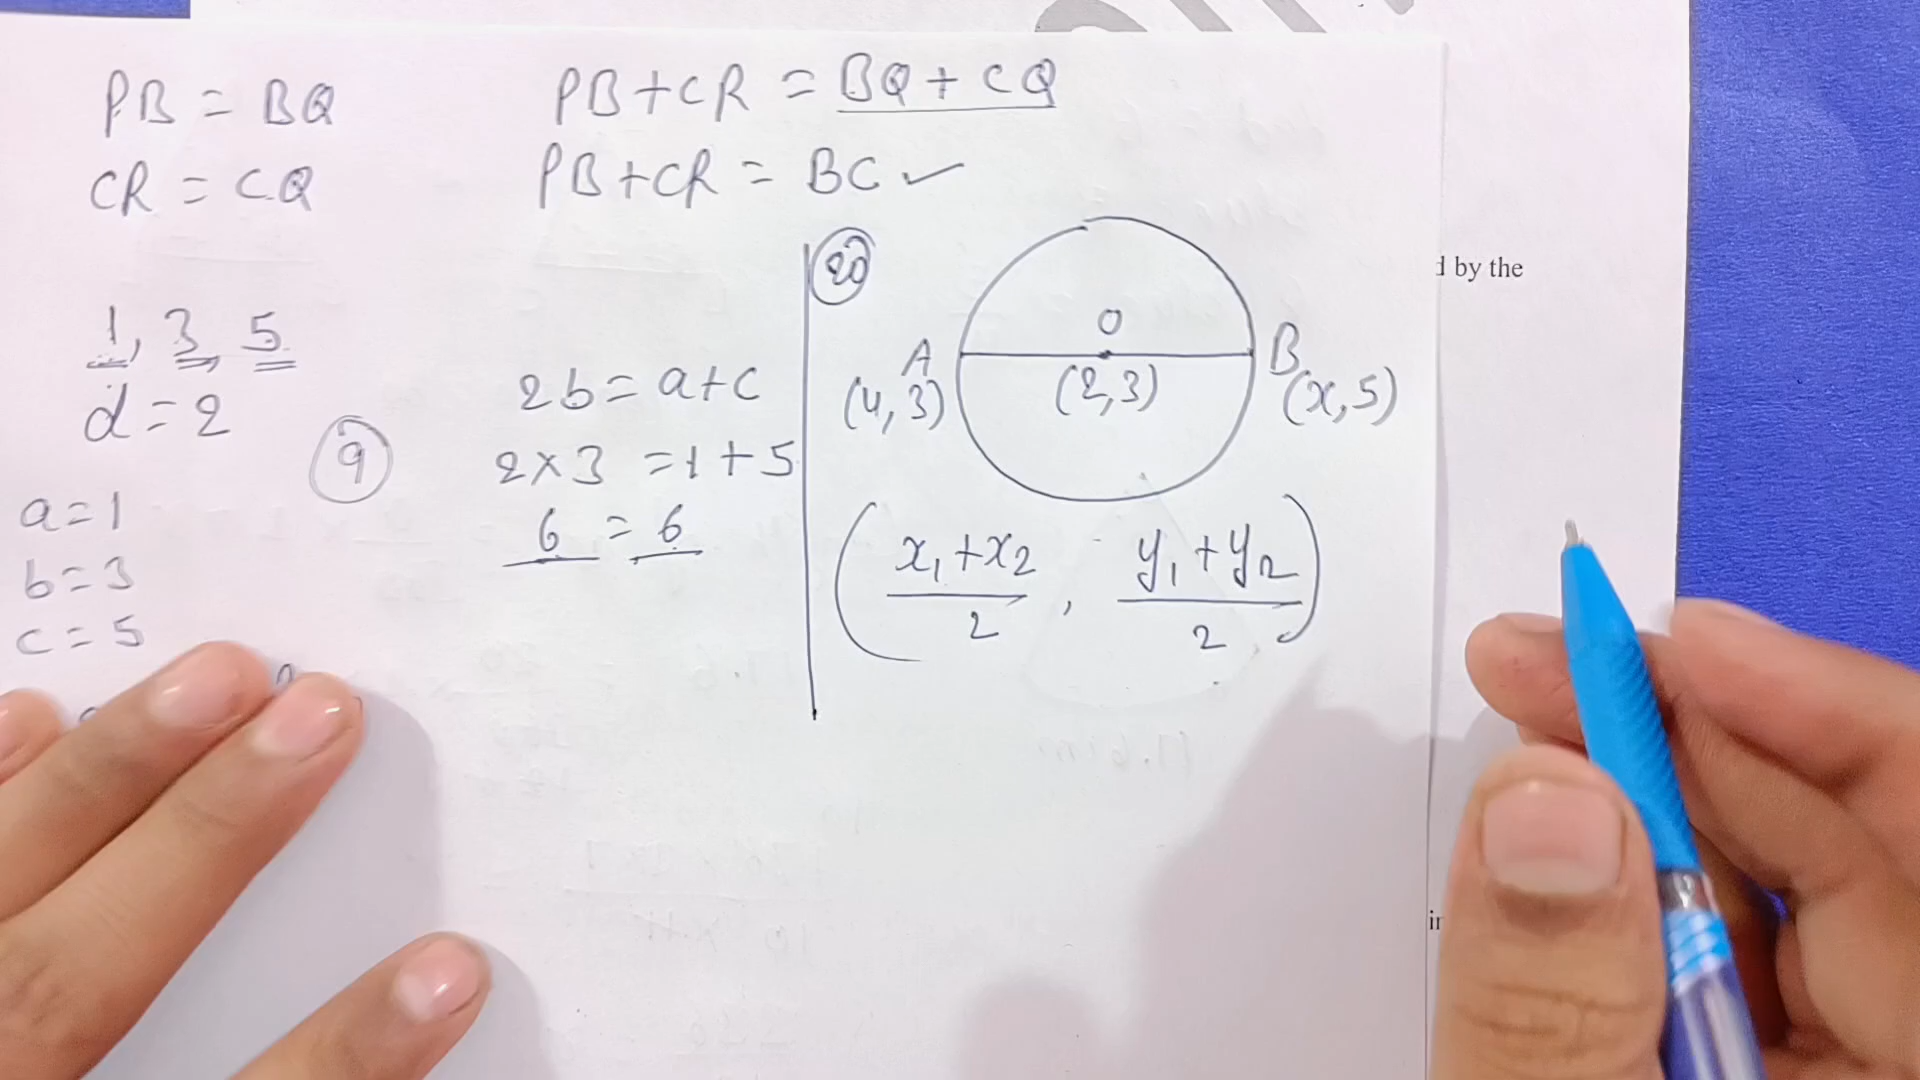 PB = BQ
CR = CQ
PB + CR = BQ + CQ
PB + CR = BC ✓
1, 3, 5
d = 2
9
a = 1
b = 3
c = 5
2b = a + c
2 × 3 = 1 + 5
6 = 6
20
O
A
(4, 3)
(2, 3)
B
(x, 5)
( x₁ + x₂ / 2 , y₁ + y₂ / 2 )
d by the